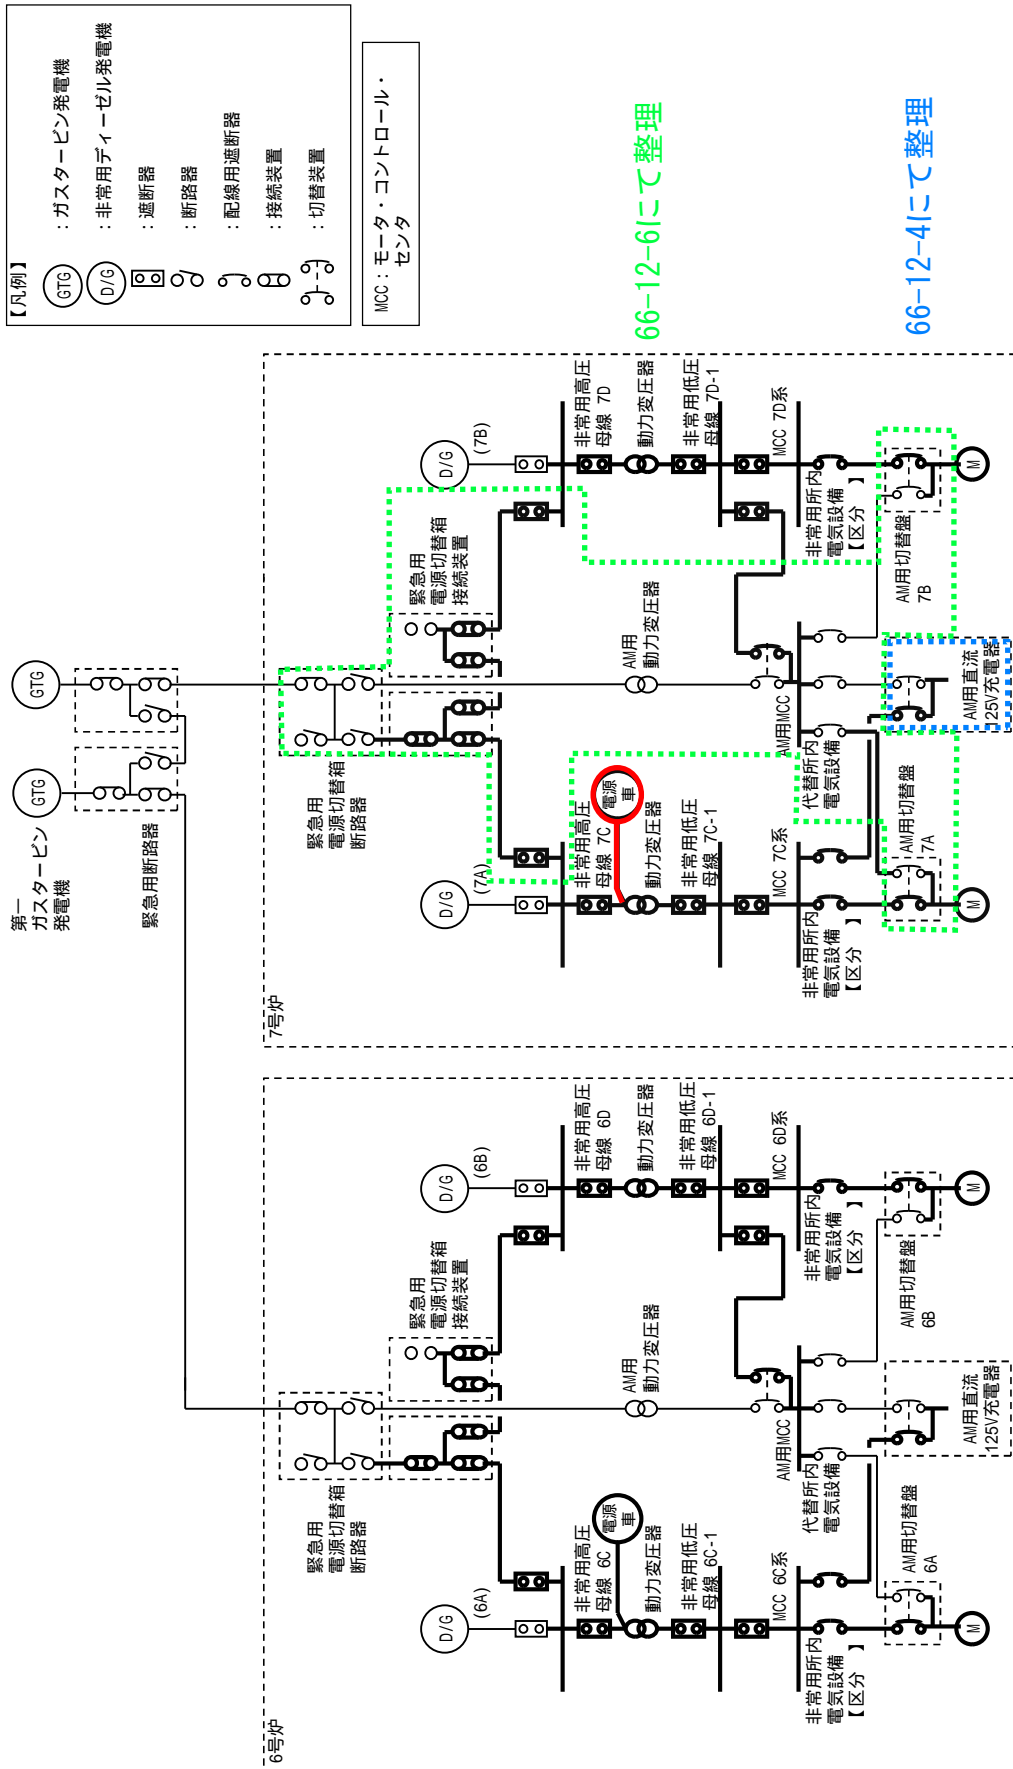 【凡例】
GTG
：ガスタービン発電機
D/G
：非常用ディーゼル発電機
：遮断器
：断路器
：配線用遮断器
：接続装置
：切替装置
MCC：モータ・コントロール・
センタ
66-12-6にて整理
66-12-4にて整理
第一
ガスタービン
発電機
GTG
GTG
緊急用断路器
7号炉
緊急用
電源切替箱
断路器
緊急用
電源切替箱
接続装置
D/G
(7A)
D/G
(7B)
非常用高圧
母線 7C
電源
車
動力変圧器
非常用低圧
母線 7C-1
MCC 7C系
非常用所内
電気設備
【区分　】
AM用切替盤
7A
M
AM用
動力変圧器
AM用MCC
代替所内
電気設備
AM用直流
125V充電器
非常用高圧
母線 7D
動力変圧器
非常用低圧
母線 7D-1
MCC 7D系
非常用所内
電気設備
【区分　】
AM用切替盤
7B
M
6号炉
緊急用
電源切替箱
断路器
緊急用
電源切替箱
接続装置
D/G
(6A)
D/G
(6B)
非常用高圧
母線 6C
電源
車
動力変圧器
非常用低圧
母線 6C-1
MCC 6C系
非常用所内
電気設備
【区分　】
AM用切替盤
6A
M
AM用
動力変圧器
AM用MCC
代替所内
電気設備
AM用直流
125V充電器
非常用高圧
母線 6D
動力変圧器
非常用低圧
母線 6D-1
MCC 6D系
非常用所内
電気設備
【区分　】
AM用切替盤
6B
M